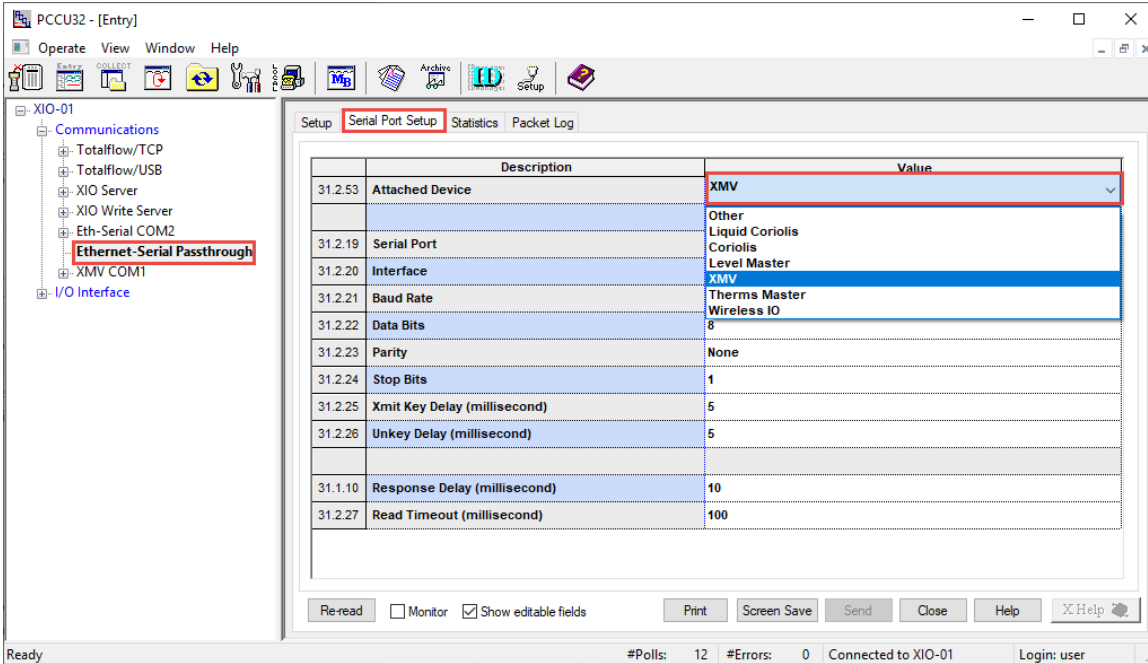 PCCU32 - [Entry]
Operate View Window Help
Entry COLLECT Archive
MB ED Setup
XIO-01
Communications
Totalflow/TCP
Totalflow/USB
XIO Server
XIO Write Server
Eth-Serial COM2
Ethernet-Serial Passthrough
XMV COM1
I/O Interface
Setup Serial Port Setup Statistics Packet Log
Description Value
31.2.53 Attached Device XMV
Other
Liquid Coriolis
31.2.19 Serial Port Coriolis
Level Master
31.2.20 Interface XMV
31.2.21 Baud Rate Therms Master
Wireless IO
31.2.22 Data Bits 8
31.2.23 Parity None
31.2.24 Stop Bits 1
31.2.25 Xmit Key Delay (millisecond) 5
31.2.26 Unkey Delay (millisecond) 5
31.1.10 Response Delay (millisecond) 10
31.2.27 Read Timeout (millisecond) 100
Re-read Monitor Show editable fields Print Screen Save Send Close Help X Help
Ready #Polls: 12 #Errors: 0 Connected to XIO-01 Login: user